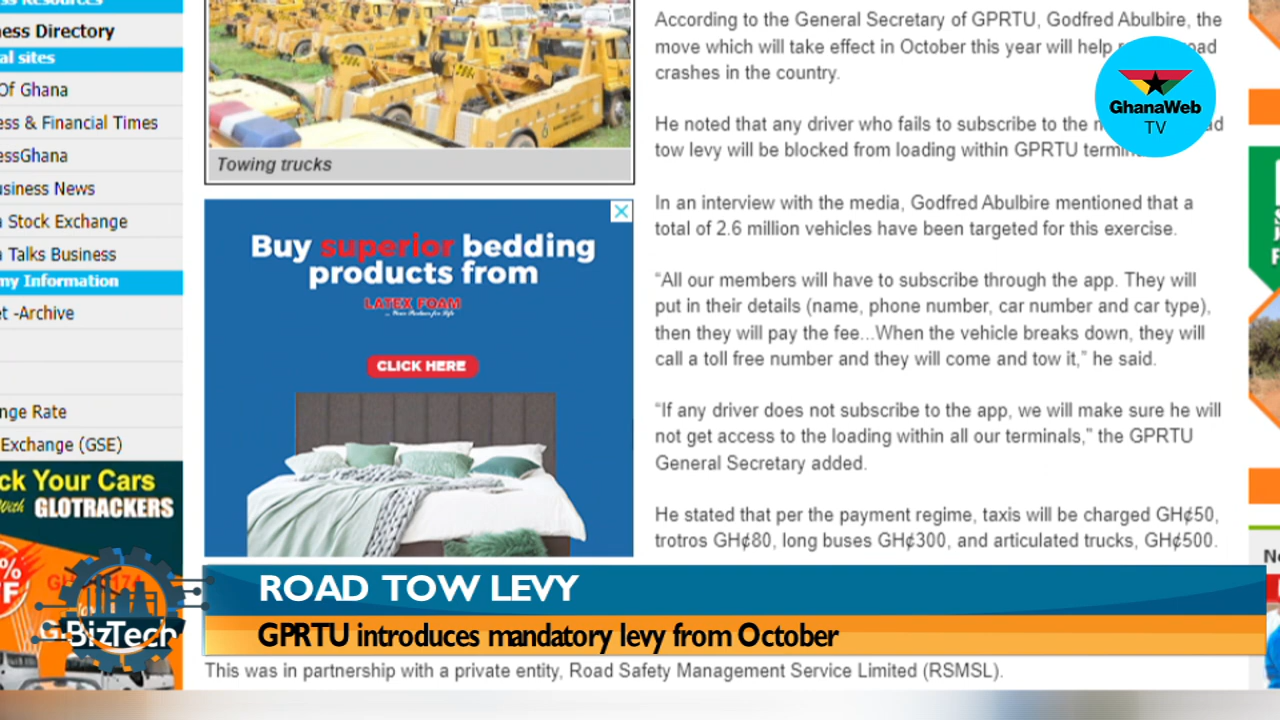 ess Resources
ness Directory
al sites
Of Ghana
ess & Financial Times
essGhana
usiness News
a Stock Exchange
a Talks Business
my Information
et -Archive
nge Rate
Exchange (GSE)
ck Your Cars
With GLOTRACKERS
BizTech
Towing trucks
Buy superior bedding
products from
LATEX FOAM
CLICK HERE
According to the General Secretary of GPRTU, Godfred Abulbire, the
move which will take effect in October this year will help road
crashes in the country.
He noted that any driver who fails to subscribe to the
tow levy will be blocked from loading within GPRTU
In an interview with the media, Godfred Abulbire mentioned that a
total of 2.6 million vehicles have been targeted for this exercise.
“All our members will have to subscribe through the app. They will
put in their details (name, phone number, car number and car type),
then they will pay the fee...When the vehicle breaks down, they will
call a toll free number and they will come and tow it,” he said.
“If any driver does not subscribe to the app, we will make sure he will
not get access to the loading within all our terminals,” the GPRTU
General Secretary added.
He stated that per the payment regime, taxis will be charged GH¢50,
trotros GH¢80, long buses GH¢300, and articulated trucks, GH¢500.
GhanaWeb
TV
ROAD TOW LEVY
GPRTU introduces mandatory levy from October
This was in partnership with a private entity, Road Safety Management Service Limited (RSMSL).